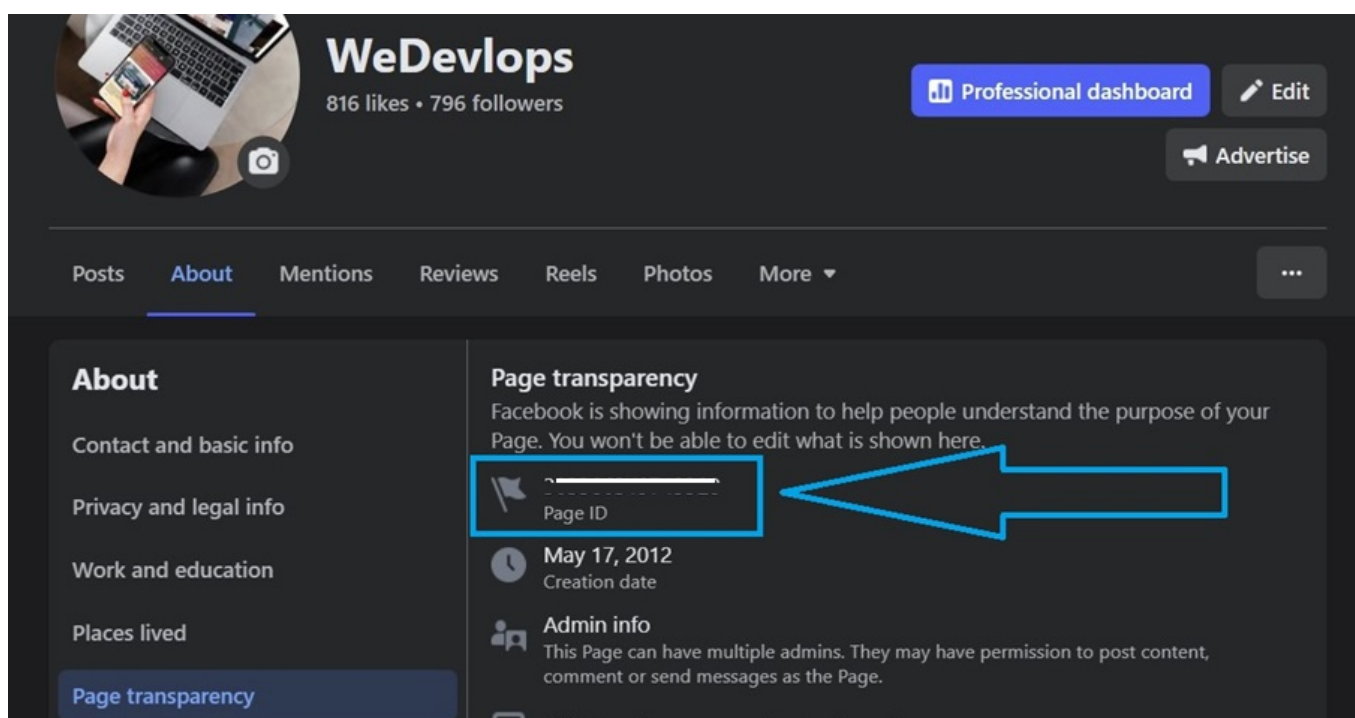 WeDevlops
816 likes • 796 followers
Professional dashboard
Edit
Advertise
Posts
About
Mentions
Reviews
Reels
Photos
More
About
Contact and basic info
Privacy and legal info
Work and education
Places lived
Page transparency
Page transparency
Facebook is showing information to help people understand the purpose of your
Page. You won't be able to edit what is shown here.
Page ID
May 17, 2012
Creation date
Admin info
This Page can have multiple admins. They may have permission to post content,
comment or send messages as the Page.